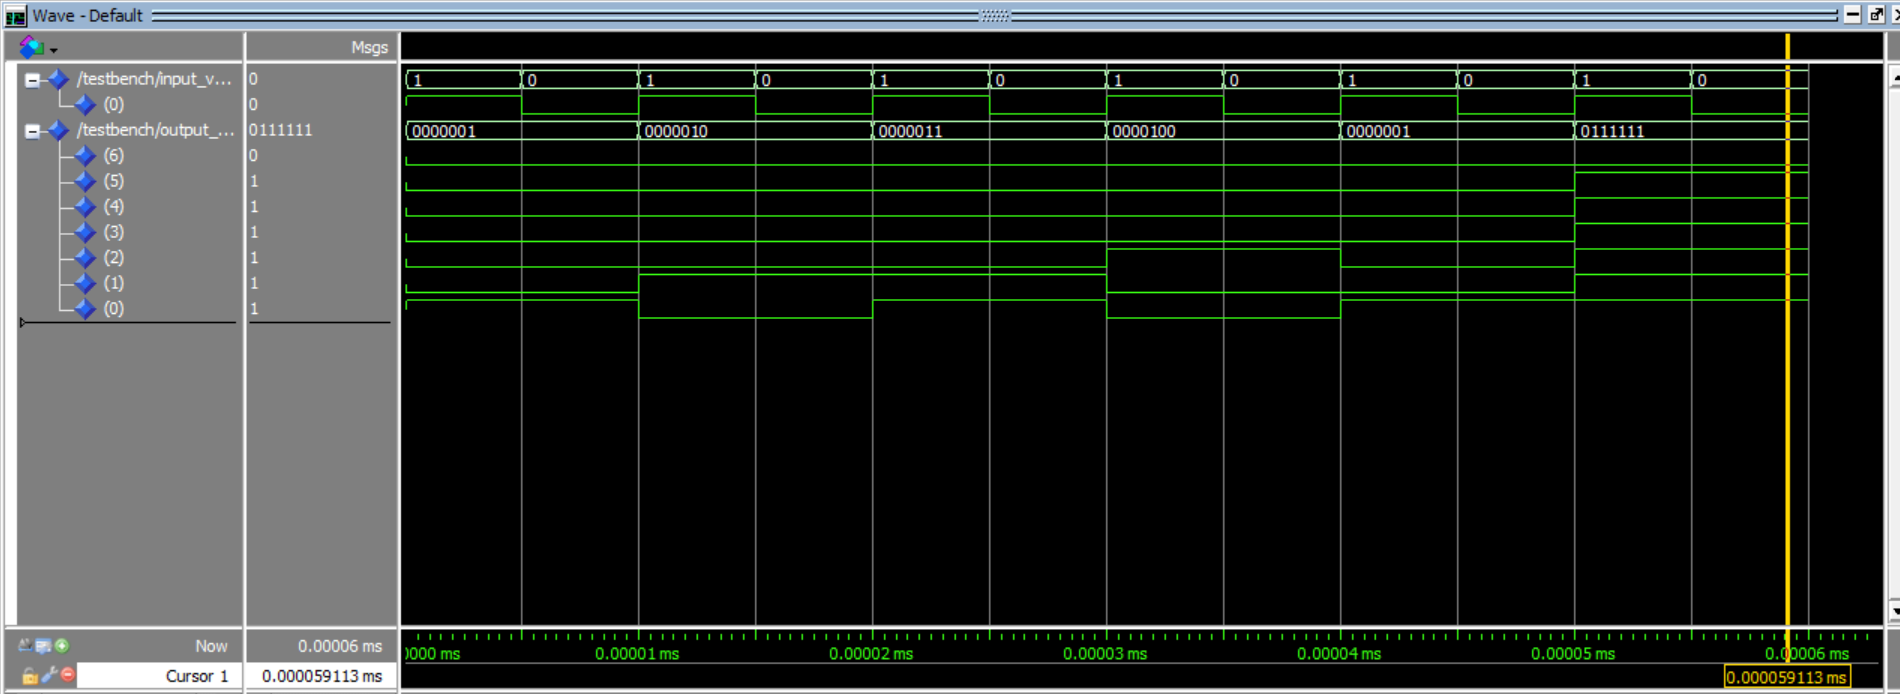 Wave - Default
Msgs
/testbench/input_v... 0 1 0 1 0 1 0 1 0 1 0 1 0
(0) 0
/testbench/output_... 0111111 0000001 0000010 0000011 0000100 0000001 0111111
(6) 0
(5) 1
(4) 1
(3) 1
(2) 1
(1) 1
(0) 1
Now 0.00006 ms 0000 ms 0.00001 ms 0.00002 ms 0.00003 ms 0.00004 ms 0.00005 ms 0.00006 ms
Cursor 1 0.000059113 ms 0.000059113 ms